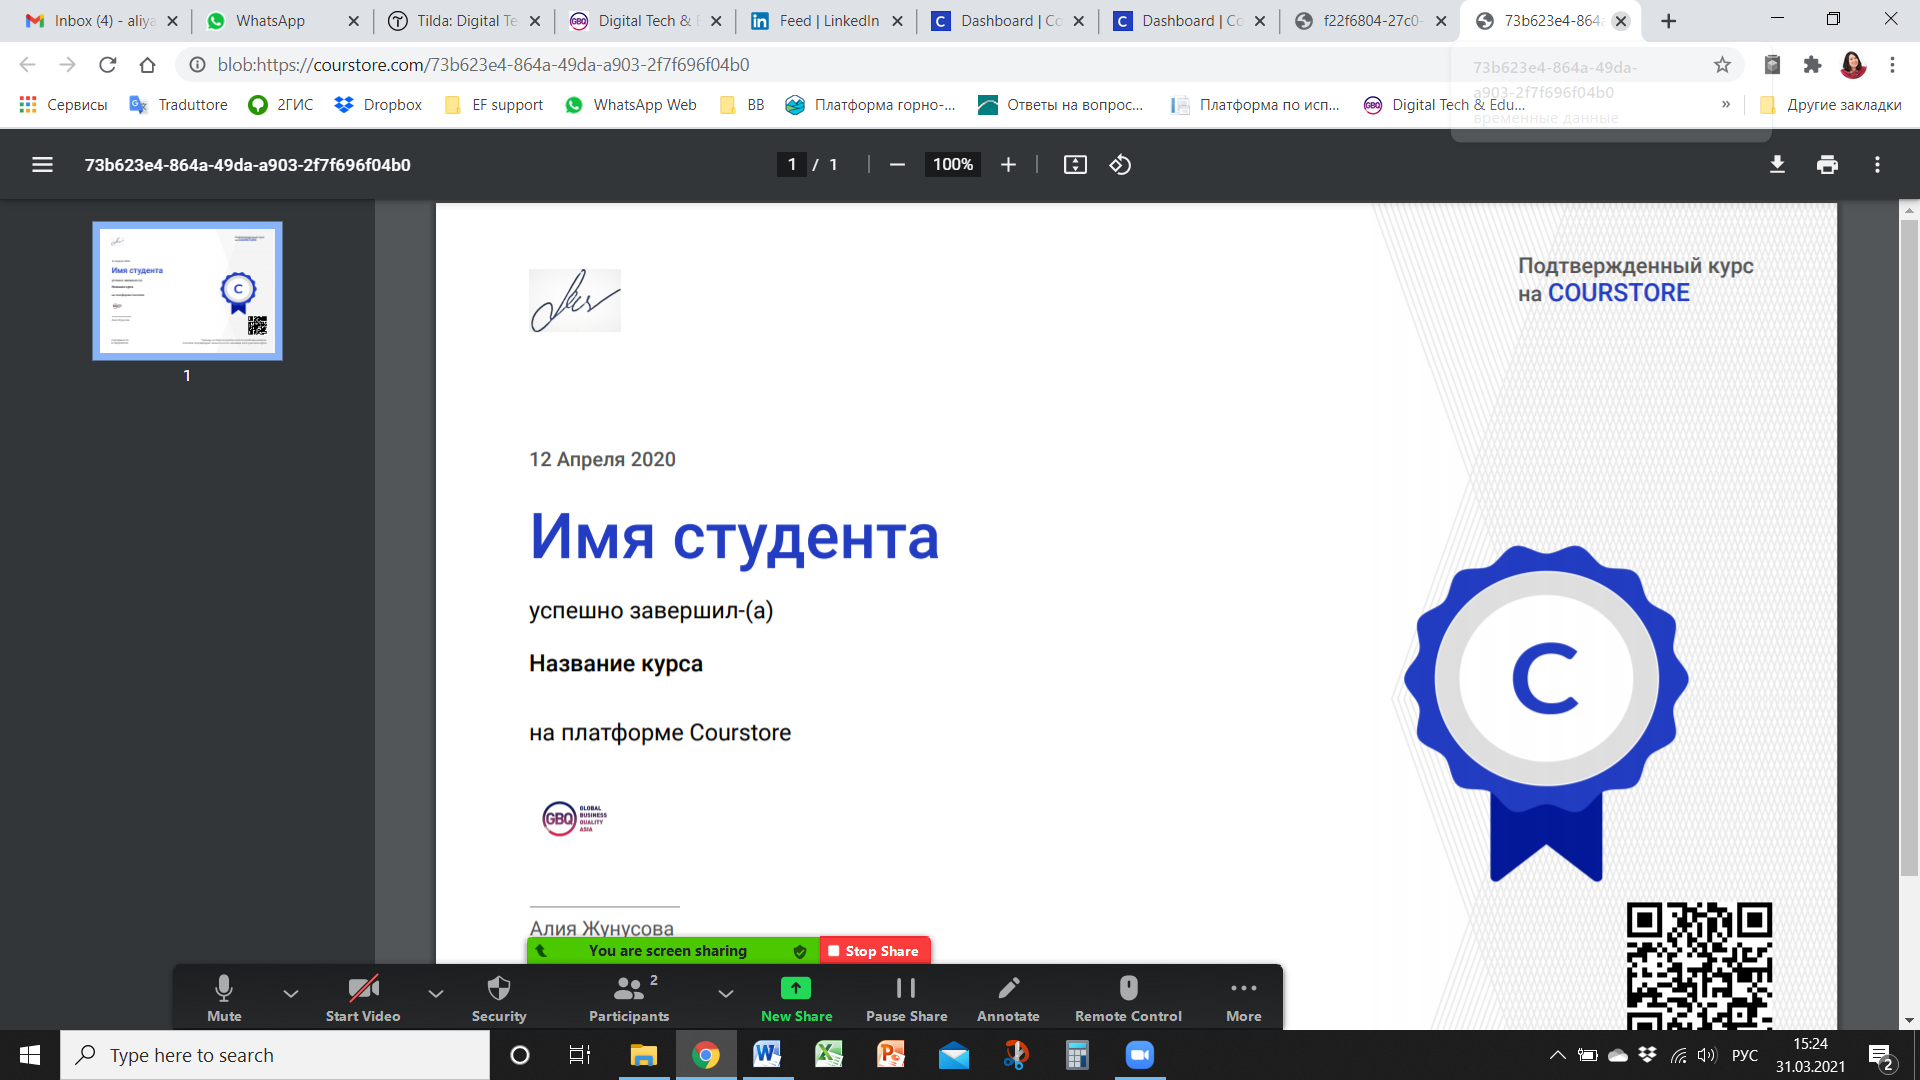 Inbox (4) - aliya
WhatsApp
Tilda: Digital Te
Digital Tech & E
Feed | LinkedIn
Dashboard | Co
Dashboard | Co
f22f6804-27c0-
73b623e4-864a
blob:https://courstore.com/73b623e4-864a-49da-a903-2f7f696f04b0
73b623e4-864a-49da-
a903-2f7f696f04b0
временные данные
Сервисы
Traduttore
2ГИС
Dropbox
EF support
WhatsApp Web
BB
Платформа горно-...
Ответы на вопрос...
Платформа по исп...
Digital Tech & Edu...
»
Другие закладки
73b623e4-864a-49da-a903-2f7f696f04b0
1 / 1
100%
1
Подтвержденный курс
на COURSTORE
12 Апреля 2020
Имя студента
успешно завершил-(а)
Название курса
на платформе Courstore
C
GBQ
GLOBAL
BUSINESS
QUALITY
ASIA
Алия Жунусова
You are screen sharing
Stop Share
Mute
Start Video
Security
Participants
2
New Share
Pause Share
Annotate
Remote Control
More
Type here to search
РУС
15:24
31.03.2021
2